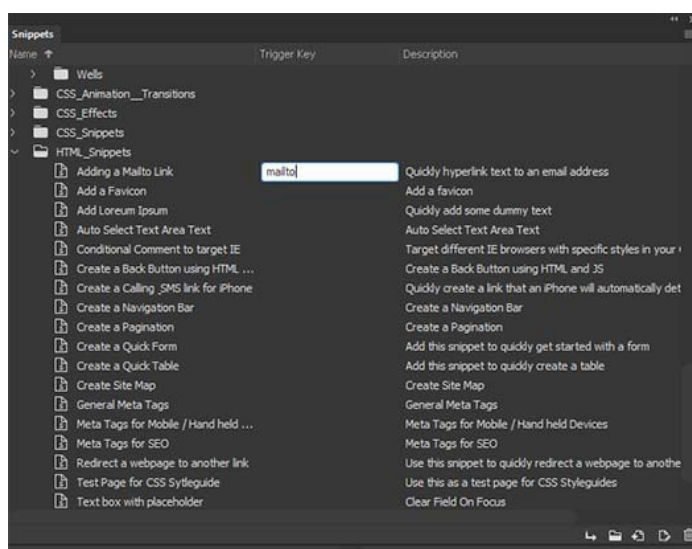 Snippets
Name Trigger Key Description
Wells
CSS_Animation__Transitions
CSS_Effects
CSS_Snippets
HTML_Snippets
Adding a Mailto Link mailto Quickly hyperlink text to an email address
Add a Favicon Add a favicon
Add Loreum Ipsum Quickly add some dummy text
Auto Select Text Area Text Auto Select Text Area Text
Conditional Comment to target IE Target different IE browsers with specific styles in your
Create a Back Button using HTML ... Create a Back Button using HTML and JS
Create a Calling_SMS link for iPhone Quickly create a link that an iPhone will automatically det
Create a Navigation Bar Create a Navigation Bar
Create a Pagination Create a Pagination
Create a Quick Form Add this snippet to quickly get started with a form
Create a Quick Table Add this snippet to quickly create a table
Create Site Map Create Site Map
General Meta Tags General Meta Tags
Meta Tags for Mobile / Hand held ... Meta Tags for Mobile / Hand held Devices
Meta Tags for SEO Meta Tags for SEO
Redirect a webpage to another link Use this snippet to quickly redirect a webpage to anothe
Test Page for CSS Sytleguide Use this as a test page for CSS Styleguides
Text box with placeholder Clear Field On Focus